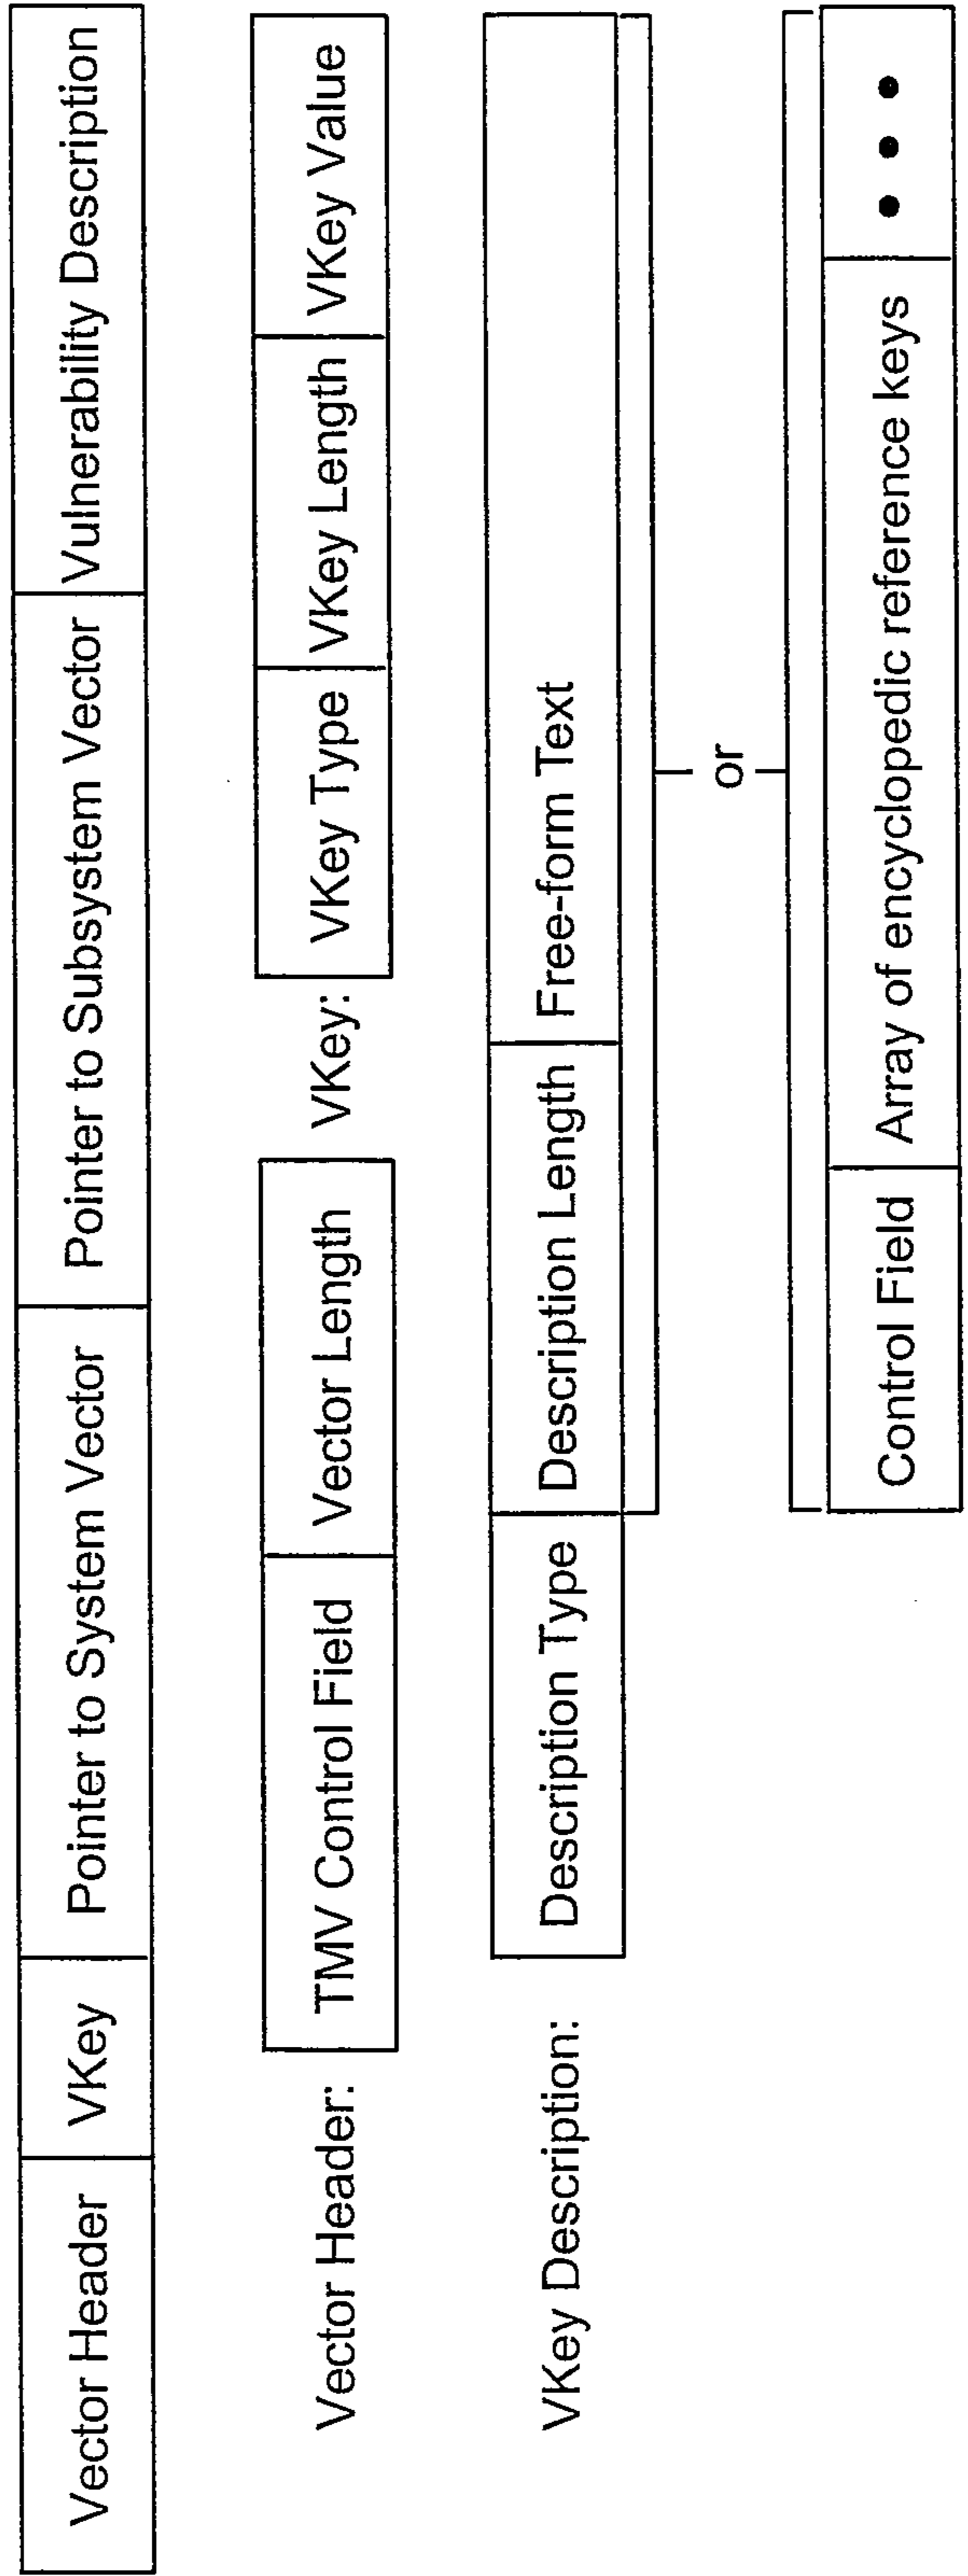 Vector Header VKey Pointer to System Vector Pointer to Subsystem Vector Vulnerability Description
Vector Header: TMV Control Field Vector Length VKey: VKey Type VKey Length VKey Value
VKey Description: Description Type Description Length Free-form Text
or
Control Field Array of encyclopedic reference keys • • •